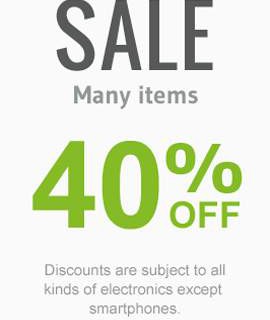 SALE
Many items
40%
OFF
Discounts are subject to all
kinds of electronics except
smartphones.